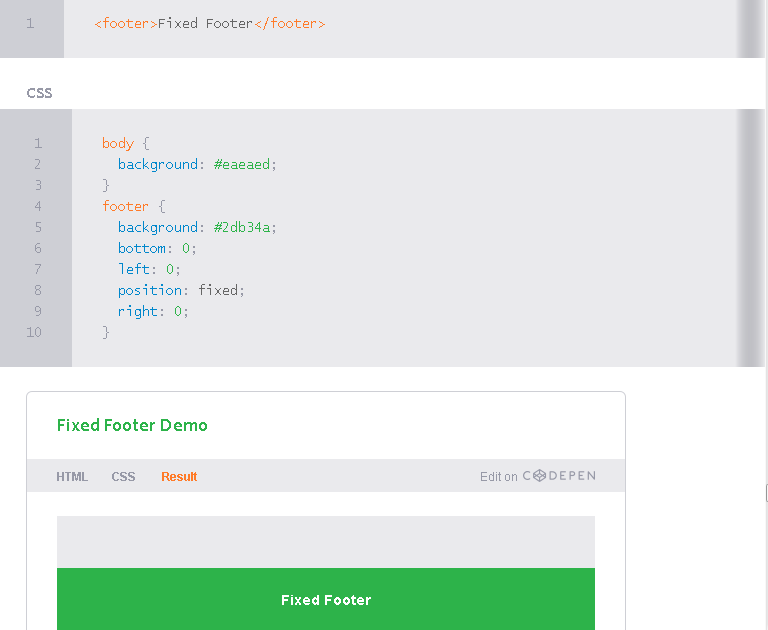 1 <footer>Fixed Footer</footer>
CSS
1 body {
2 background: #eaeaed;
3 }
4 footer {
5 background: #2db34a;
6 bottom: 0;
7 left: 0;
8 position: fixed;
9 right: 0;
10 }
Fixed Footer Demo
HTML CSS Result Edit on CODEPEN
Fixed Footer